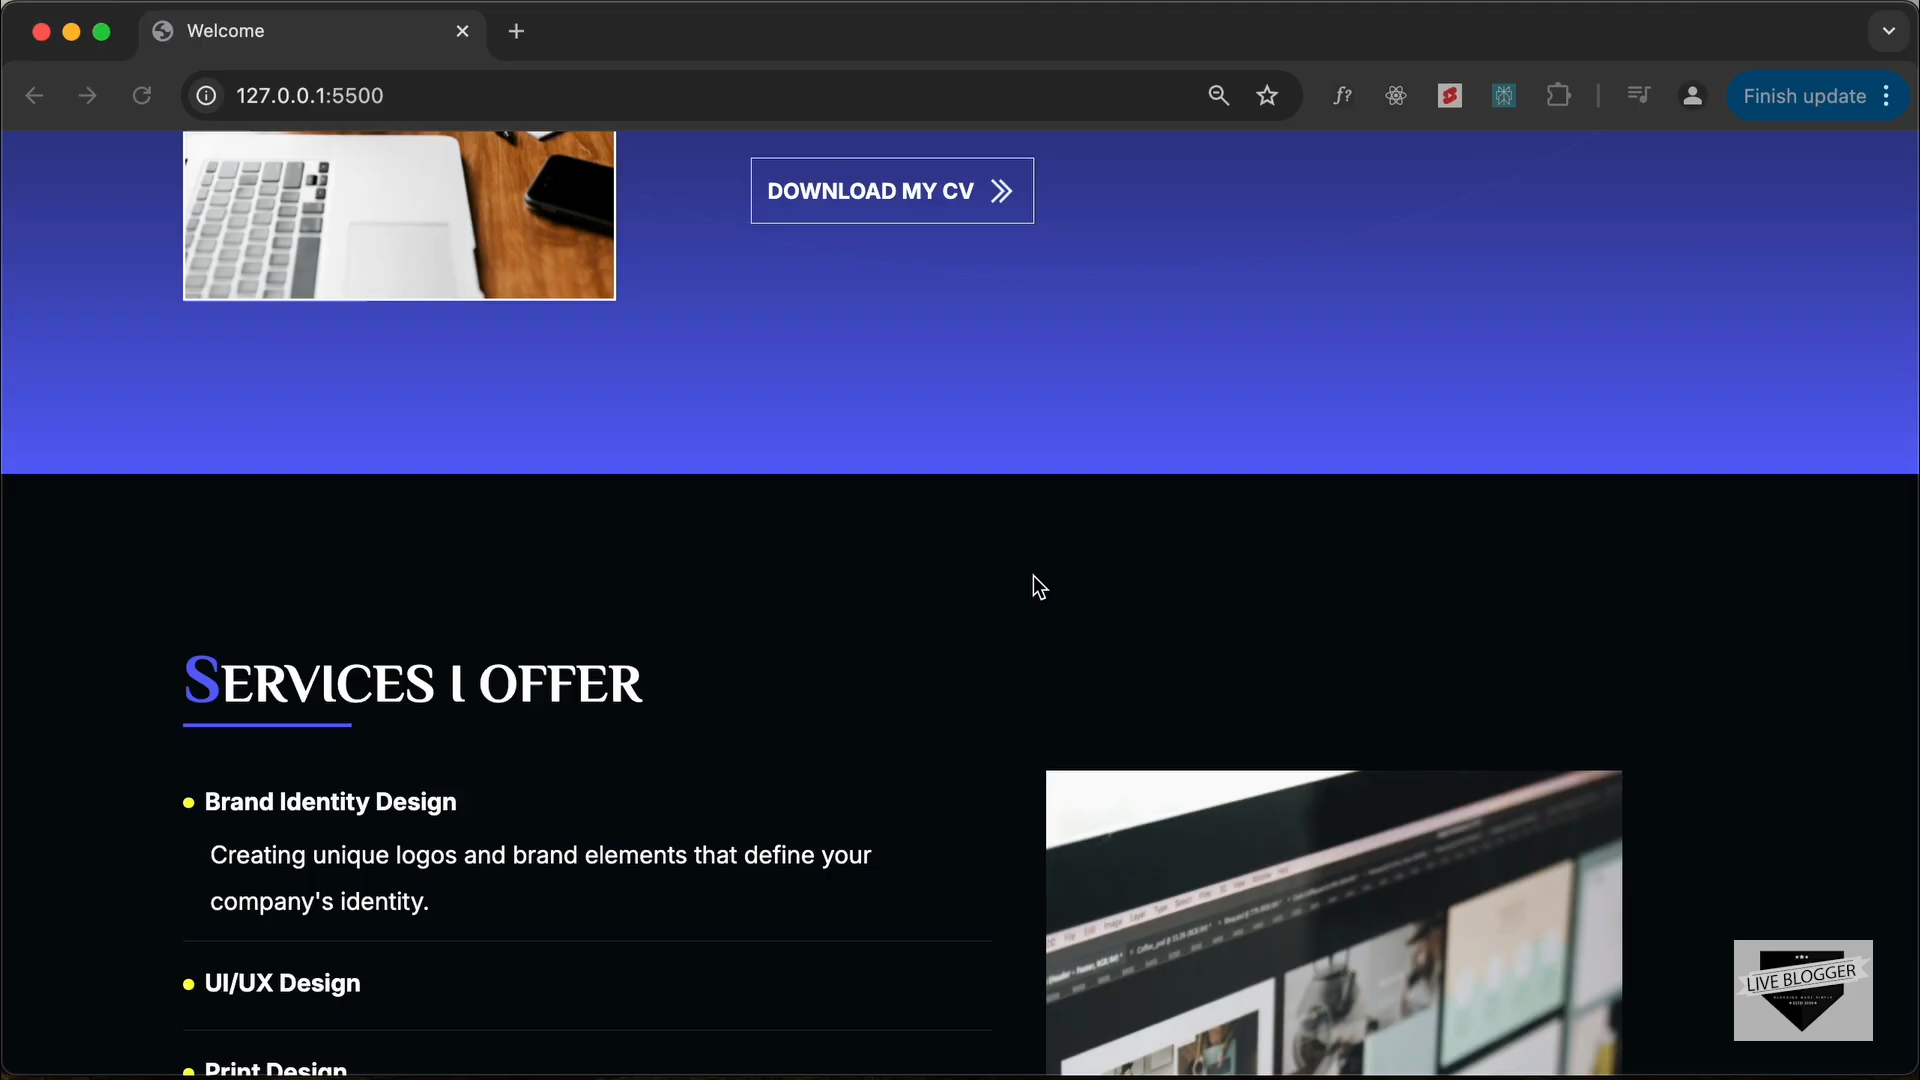 Welcome
127.0.0.1:5500
f?
Finish update
DOWNLOAD MY CV
SERVICES I OFFER
Brand Identity Design
Creating unique logos and brand elements that define your
company's identity.
UI/UX Design
Print Design
LIVE BLOGGER